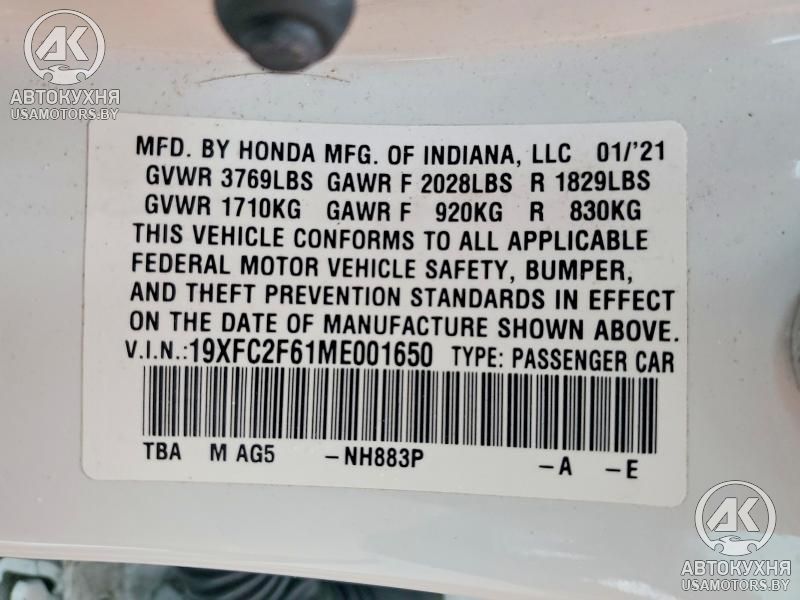 AK
АВТОКУХНЯ
USAMOTORS.BY
MFD. BY HONDA MFG. OF INDIANA, LLC 01/'21
GVWR 3769LBS GAWR F 2028LBS R 1829LBS
GVWR 1710KG GAWR F 920KG R 830KG
THIS VEHICLE CONFORMS TO ALL APPLICABLE
FEDERAL MOTOR VEHICLE SAFETY, BUMPER,
AND THEFT PREVENTION STANDARDS IN EFFECT
ON THE DATE OF MANUFACTURE SHOWN ABOVE.
V.I.N.:19XFC2F61ME001650 TYPE: PASSENGER CAR
TBA M AG5 -NH883P -A -E
AK
АВТОКУХНЯ
USAMOTORS.BY